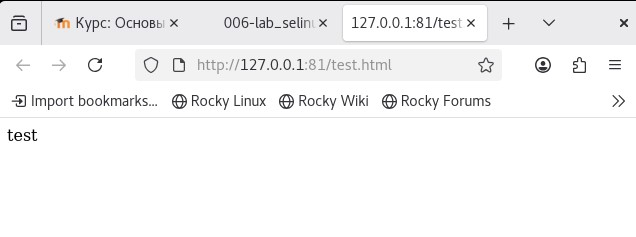 Курс: Основы
006-lab_selinu
127.0.0.1:81/test
http://127.0.0.1:81/test.html
Import bookmarks...
Rocky Linux
Rocky Wiki
Rocky Forums
test